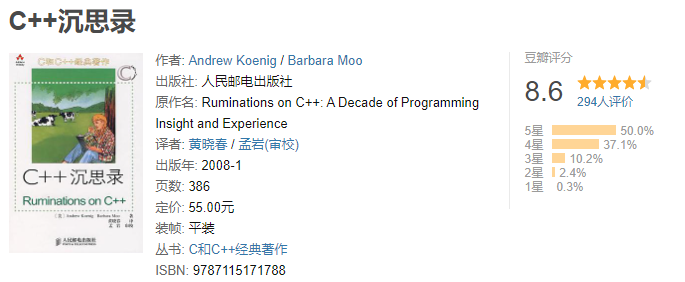 C++沉思录
C和C++经典著作
C++ 沉思录
Ruminations on C++
[美] Andrew Koenig Barbara Moo 著
黄晓春 译
孟岩 审校
人民邮电出版社
作者: Andrew Koenig / Barbara Moo
出版社: 人民邮电出版社
原作名: Ruminations on C++: A Decade of Programming
Insight and Experience
译者: 黄晓春 / 孟岩(审校)
出版年: 2008-1
页数: 386
定价: 55.00元
装帧: 平装
丛书: C和C++经典著作
ISBN: 9787115171788
豆瓣评分
8.6
294人评价
5星 50.0%
4星 37.1%
3星 10.2%
2星 2.4%
1星 0.3%